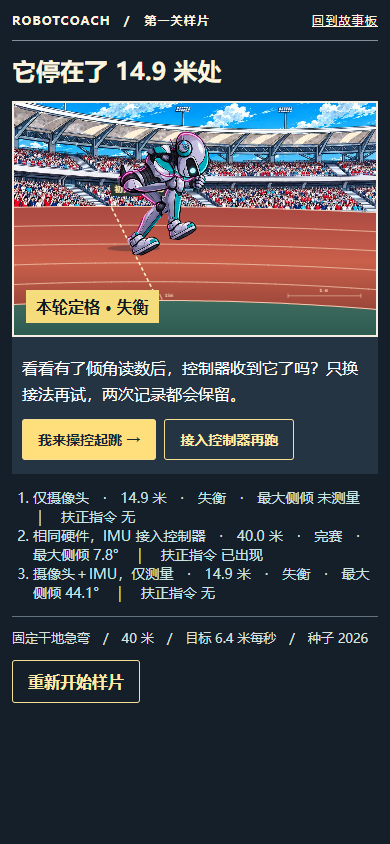 ROBOTCOACH / 第一关样片
回到故事板
它停在了 14.9 米处
本轮定格 · 失衡
看看有了倾角读数后，控制器收到它了吗？只换
接法再试，两次记录都会保留。
我来操控起跳 →
接入控制器再跑
1. 仅摄像头 · 14.9 米 · 失衡 · 最大侧倾 未测量
| 扶正指令 无
2. 相同硬件，IMU 接入控制器 · 40.0 米 · 完赛 ·
最大侧倾 7.8° | 扶正指令 已出现
3. 摄像头＋IMU，仅测量 · 14.9 米 · 失衡 · 最大
侧倾 44.1° | 扶正指令 无
固定干地急弯 / 40 米 / 目标 6.4 米每秒 / 种子 2026
重新开始样片